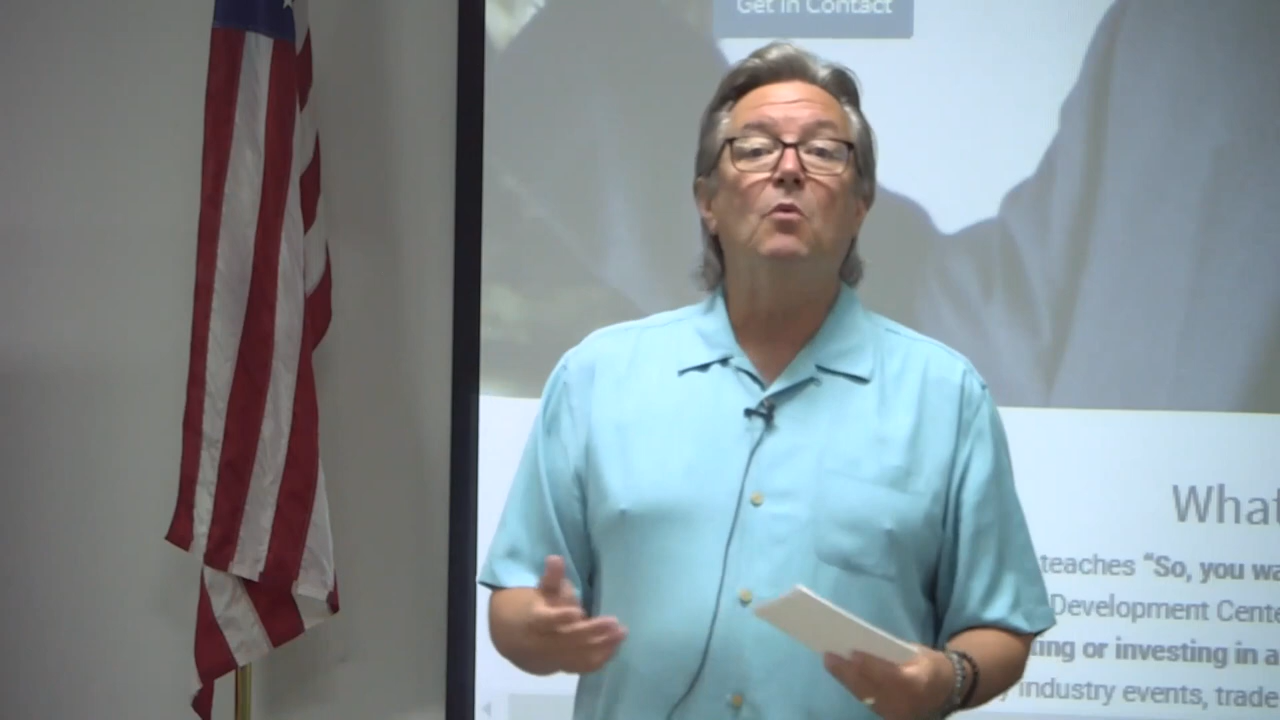 Get In Contact
What
teaches "So, you wa
Development Cente
ting or investing in a
industry events, trade